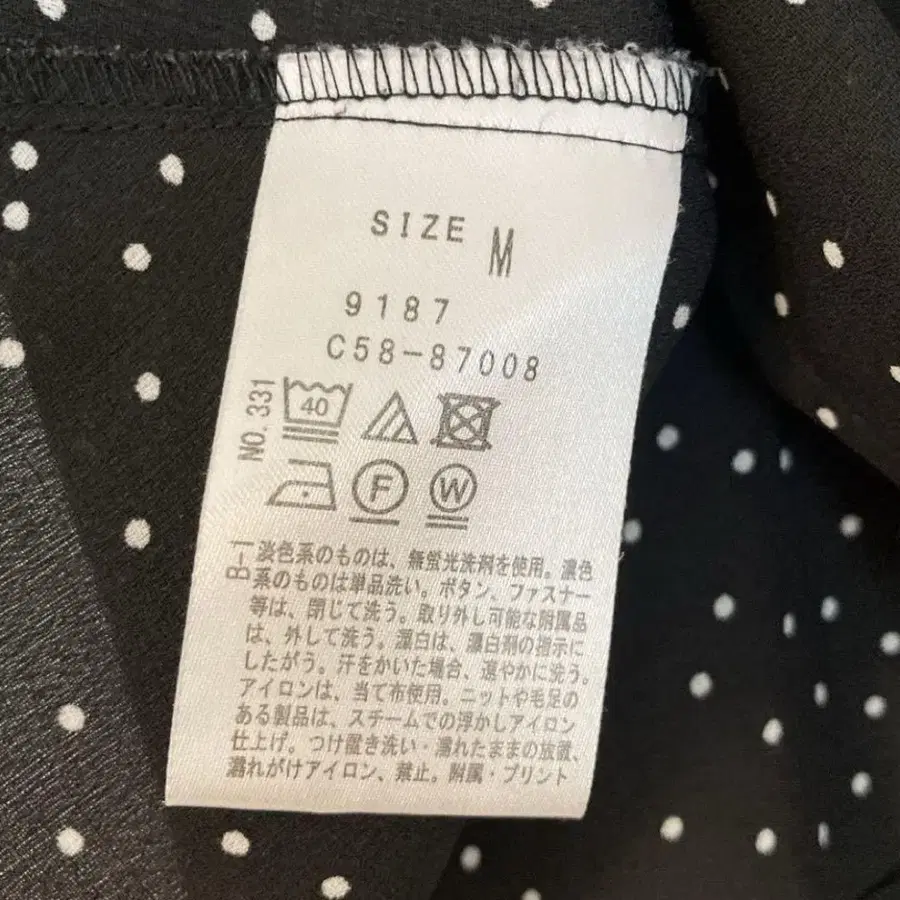 SIZE M
9187
C58-87008
NO.331
40
F W
B-1
淡色系のものは、無蛍光洗剤を使用。濃色
系のものは単品洗い。ボタン、ファスナー
等は、閉じて洗う。取り外し可能な附属品
は、外して洗う。漂白は、漂白剤の指示に
したがう。汗をかいた場合、速やかに洗う。
アイロンは、当て布使用。ニットや毛足の
ある製品は、スチームでの浮かしアイロン
仕上げ。つけ置き洗い・濡れたままの放置、
濡れがけアイロン、禁止。附属・プリント